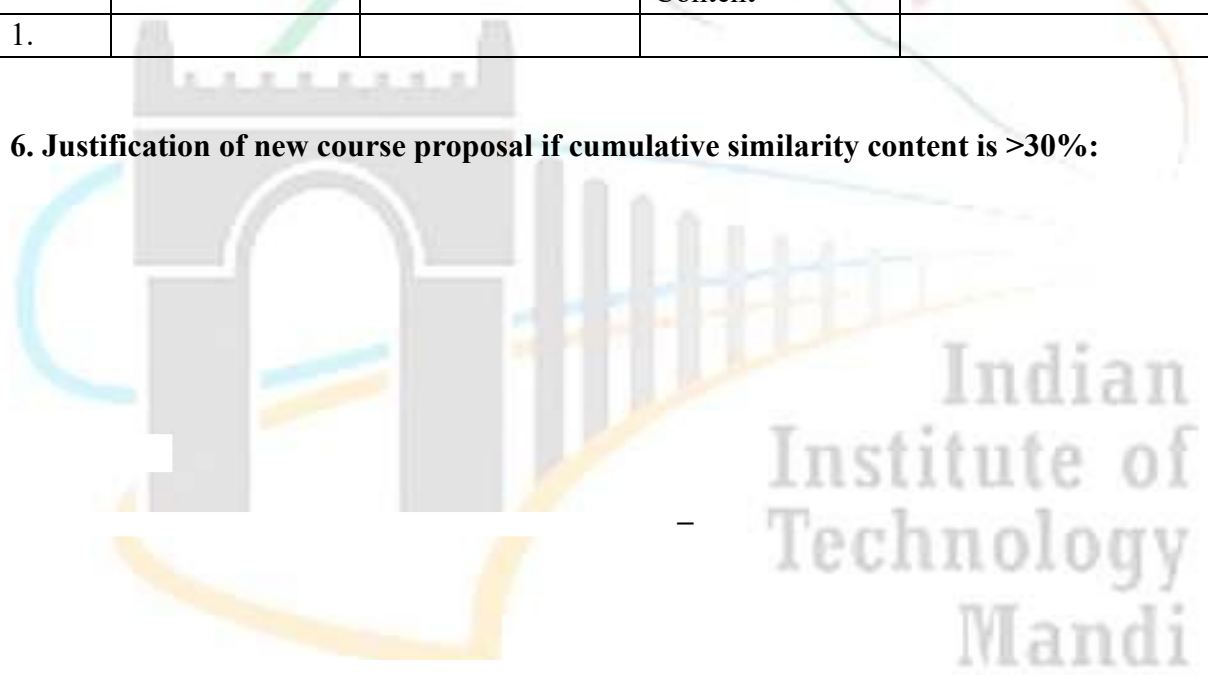 Content
1.
6. Justification of new course proposal if cumulative similarity content is >30%:
–
Indian
Institute of
Technology
Mandi